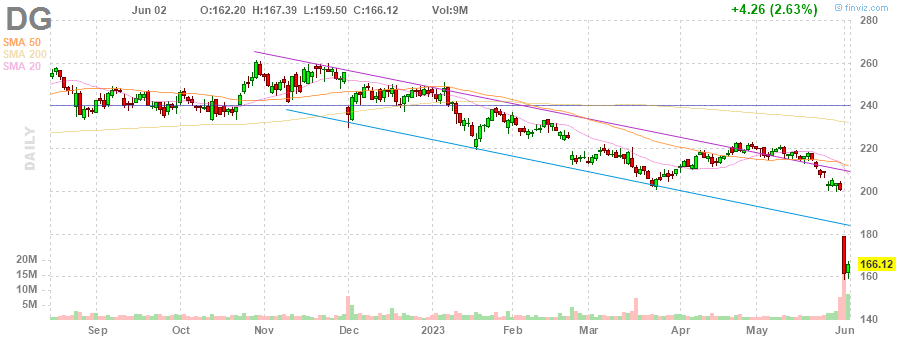 DG Jun 02 O:162.20 H:167.39 L:159.50 C:166.12 Vol:9M +4.26 (2.63%) finviz.com
SMA 50
SMA 200
SMA 20
DAILY
280
260
240
220
200
180
166.12
160
140
20M
15M
10M
5M
Sep Oct Nov Dec 2023 Feb Mar Apr May Jun